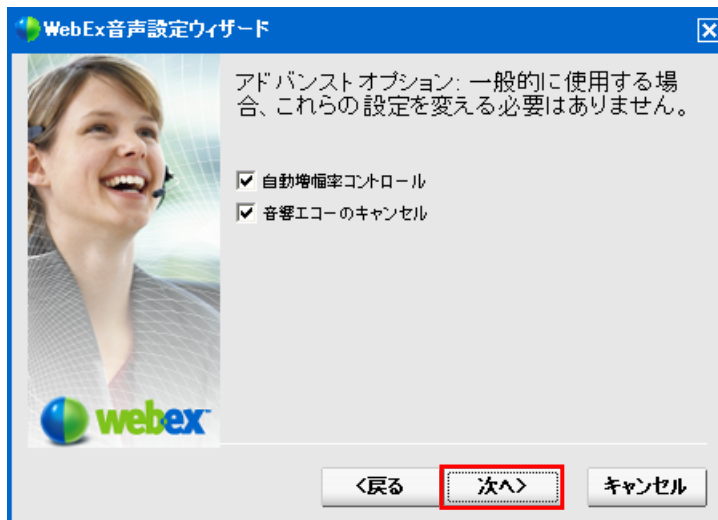 WebEx音声設定ウィザード
アドバンストオプション: 一般的に使用する場
合、これらの設定を変える必要はありません。
自動増幅率コントロール
音響エコーのキャンセル
webex™
<戻る
次へ>
キャンセル